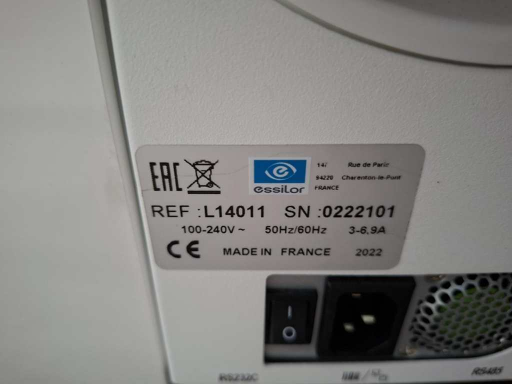 EAC essilor 147 Rue de Paris
94220 Charenton-le-Pont
FRANCE
REF :L14011 SN :0222101
100-240V~ 50Hz/60Hz 3-6,9A
CE MADE IN FRANCE 2022
RS232C RS485